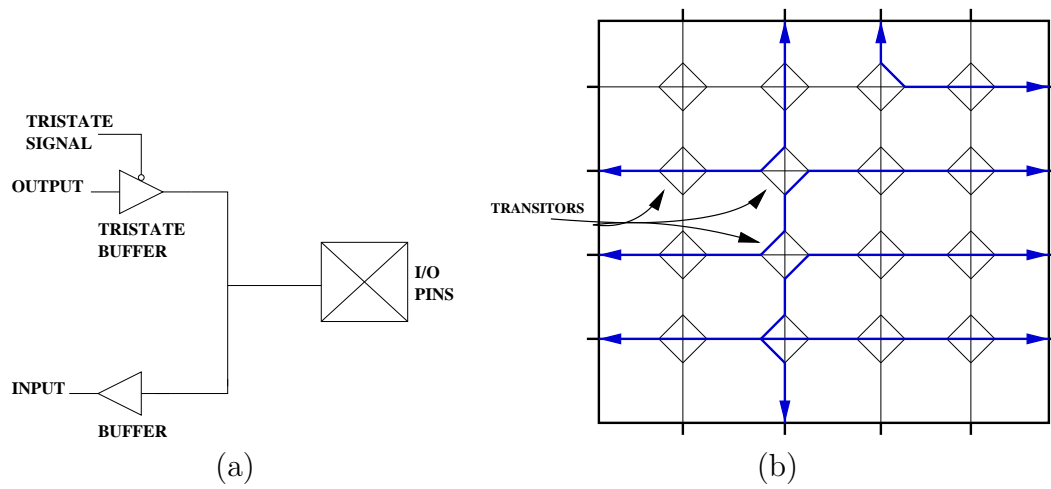 TRISTATE
SIGNAL
OUTPUT
TRISTATE
BUFFER
I/O
PINS
INPUT
BUFFER
(a)
TRANSITORS
(b)